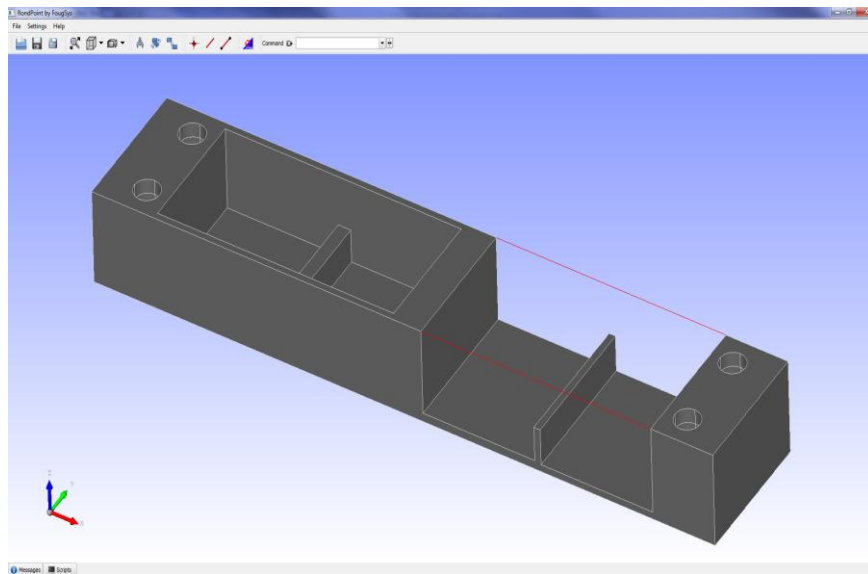 RondPoint by FougSys
File Settings Help
Command
Z
Y
X
Messages Scripts